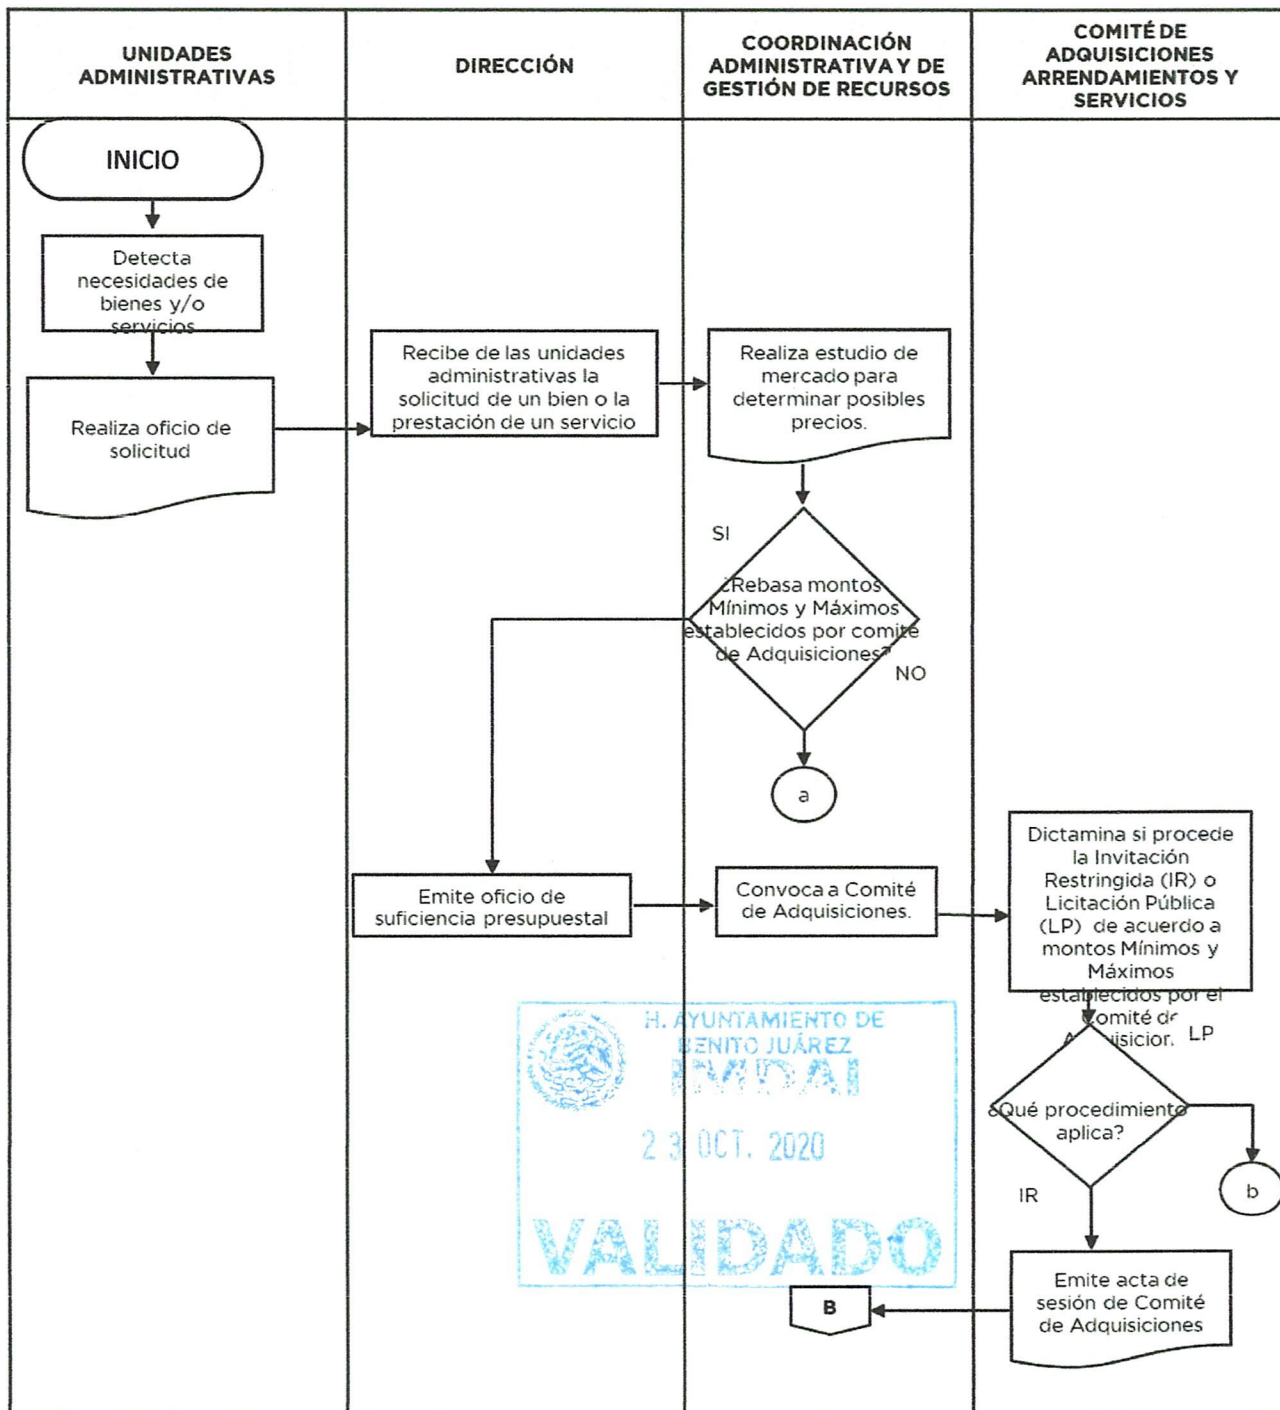 UNIDADES
ADMINISTRATIVAS
DIRECCIÓN
COORDINACIÓN
ADMINISTRATIVA Y DE
GESTIÓN DE RECURSOS
COMITÉ DE
ADQUISICIONES
ARRENDAMIENTOS Y
SERVICIOS
INICIO
Detecta
necesidades de
bienes y/o
servicios
Realiza oficio de
solicitud
Recibe de las unidades
administrativas la
solicitud de un bien o la
prestación de un servicio
Realiza estudio de
mercado para
determinar posibles
precios.
SI
¿Rebasa montos
Mínimos y Máximos
establecidos por comité
de Adquisiciones?
NO
a
Emite oficio de
suficiencia presupuestal
Convoca a Comité
de Adquisiciones.
Dictamina si procede
la Invitación
Restringida (IR) o
Licitación Pública
(LP) de acuerdo a
montos Mínimos y
Máximos
establecidos por el
LP
¿Qué procedimiento
aplica?
IR
b
Emite acta de
sesión de Comité
de Adquisiciones
B
H. AYUNTAMIENTO DE
BENITO JUÁREZ
IMDAI
23 OCT. 2020
VALIDADO